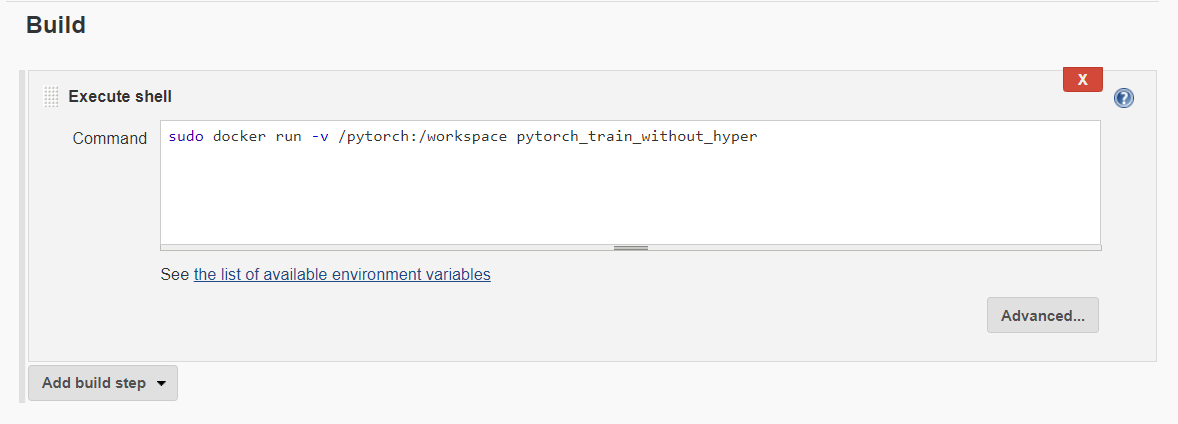 Build
X
Execute shell
?
Command
sudo docker run -v /pytorch:/workspace pytorch_train_without_hyper
See the list of available environment variables
Advanced...
Add build step